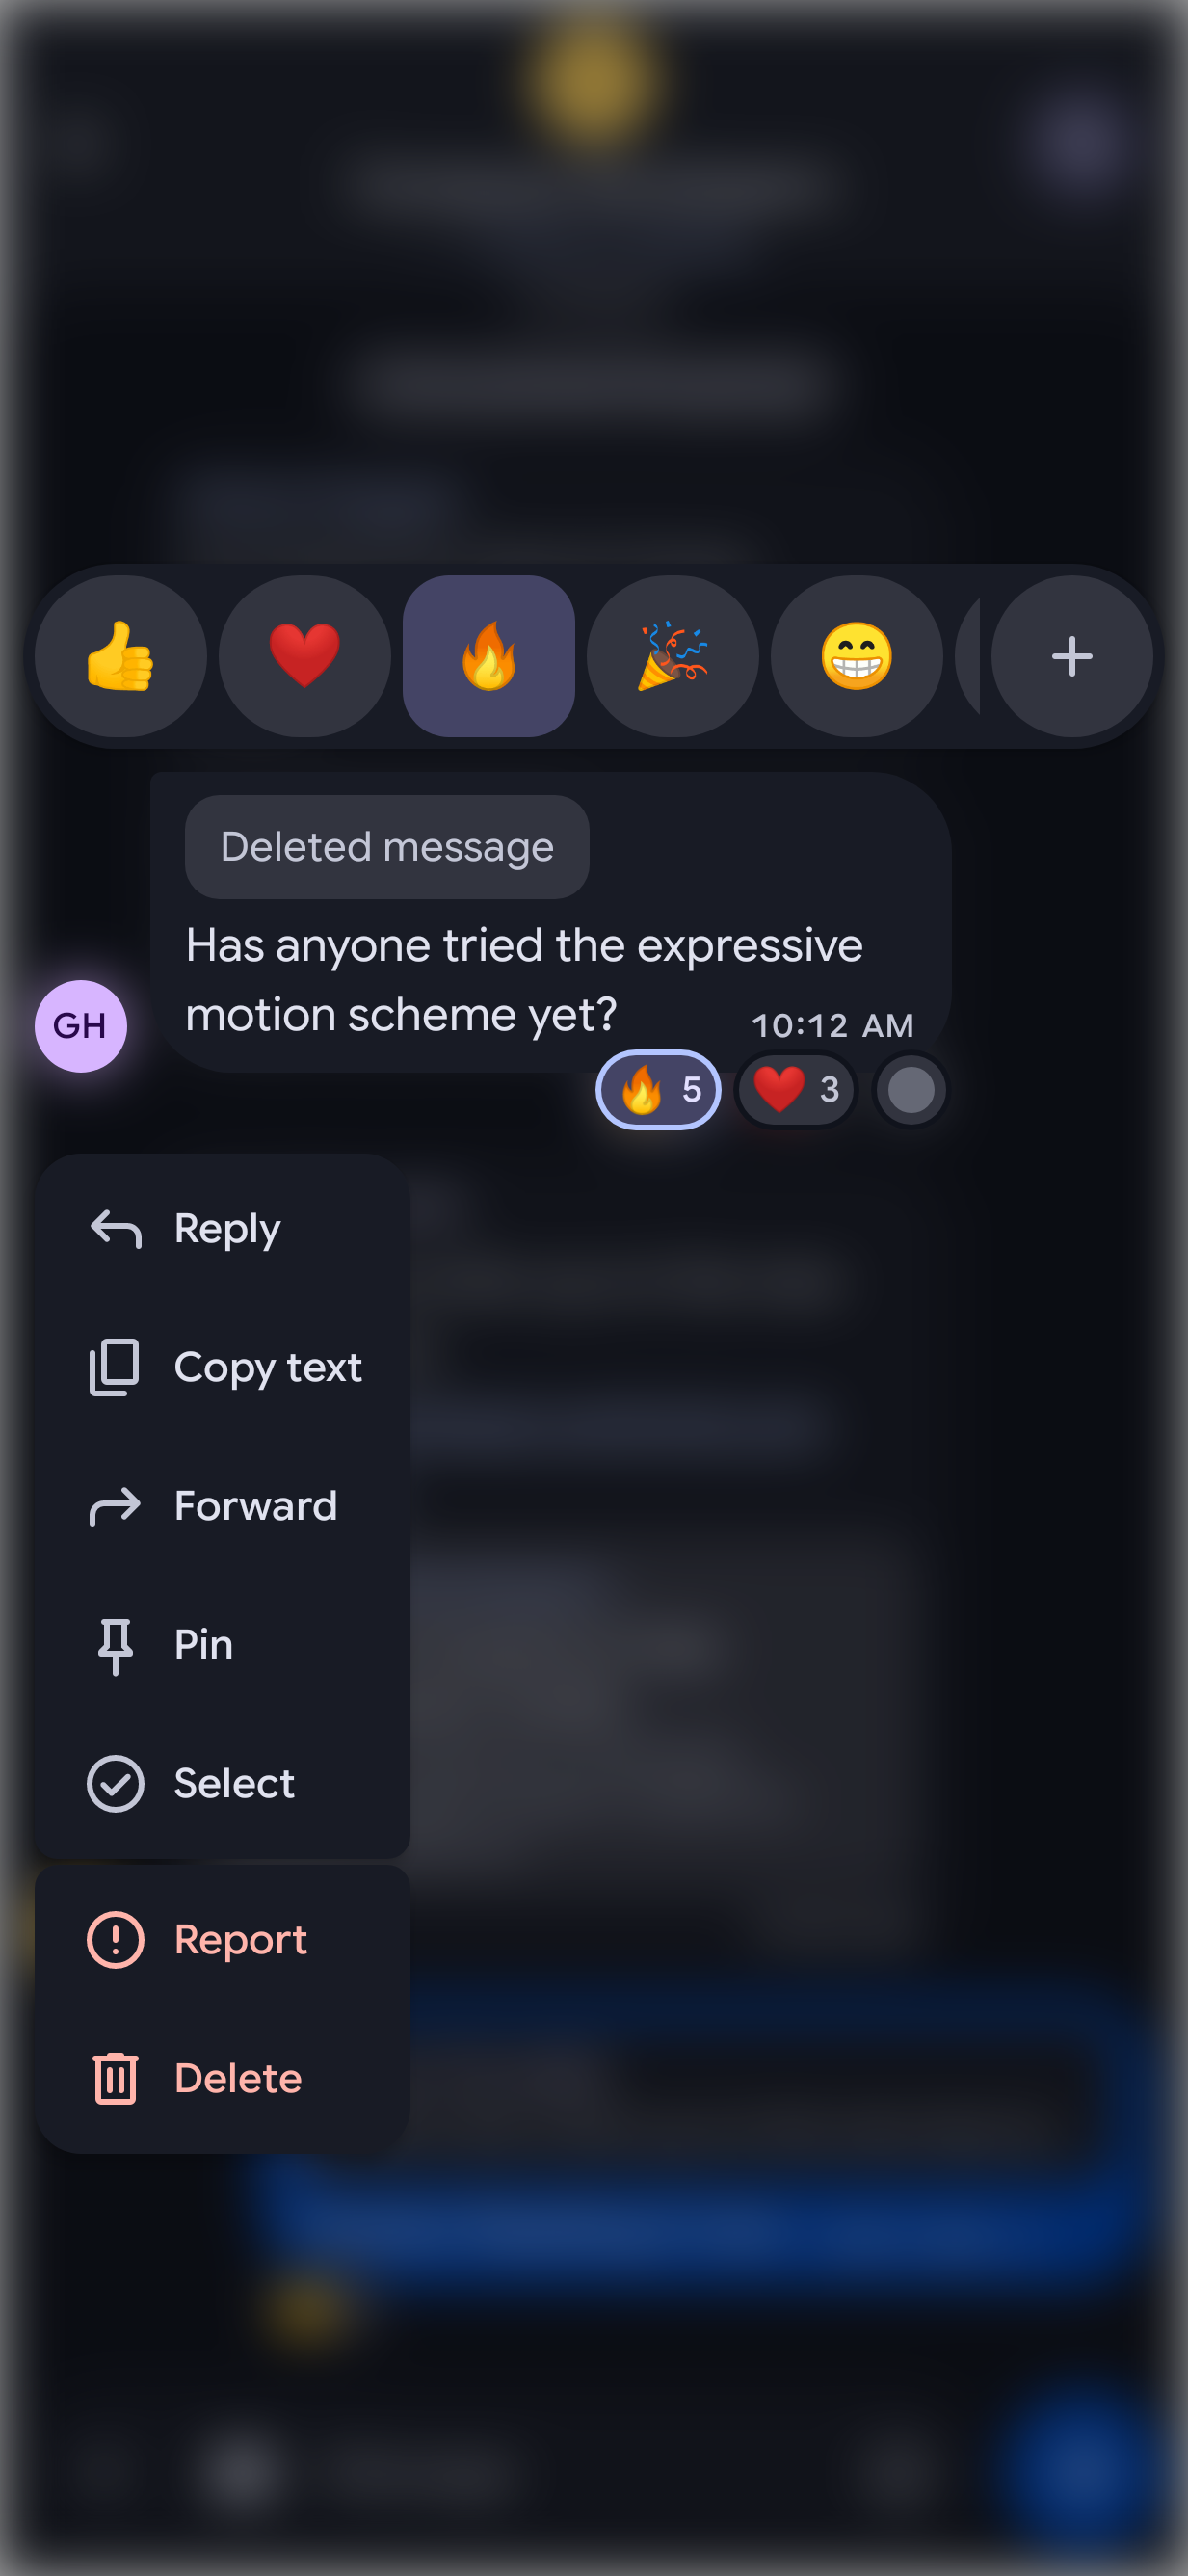 Deleted message
Has anyone tried the expressive
motion scheme yet?
10:12 AM
GH
5
3
Reply
Copy text
Forward
Pin
Select
Report
Delete